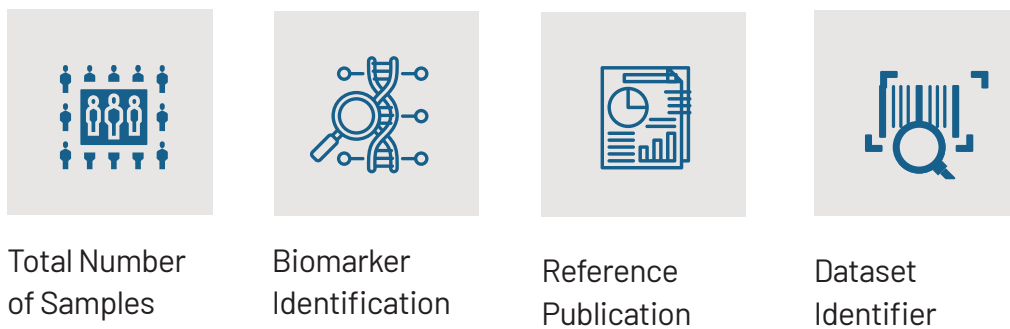 Total Number
of Samples
Biomarker
Identification
Reference
Publication
Dataset
Identifier